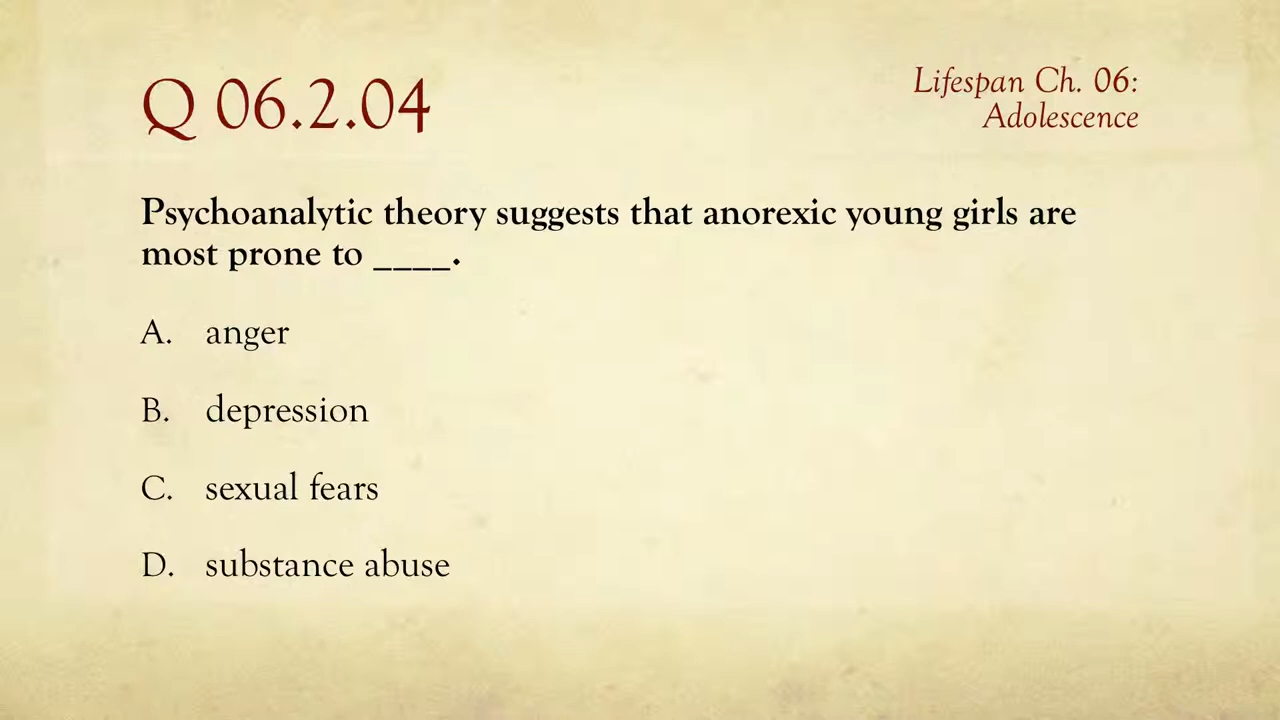 Q 06.2.04
Lifespan Ch. 06:
Adolescence
Psychoanalytic theory suggests that anorexic young girls are
most prone to ____.
A. anger
B. depression
C. sexual fears
D. substance abuse